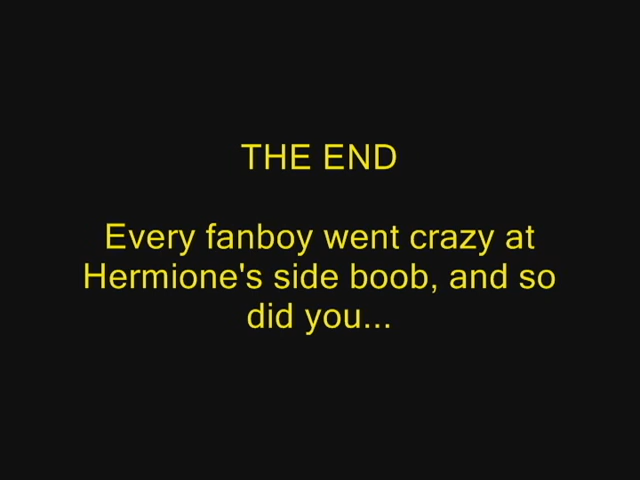 THE END
Every fanboy went crazy at
Hermione's side boob, and so
did you...